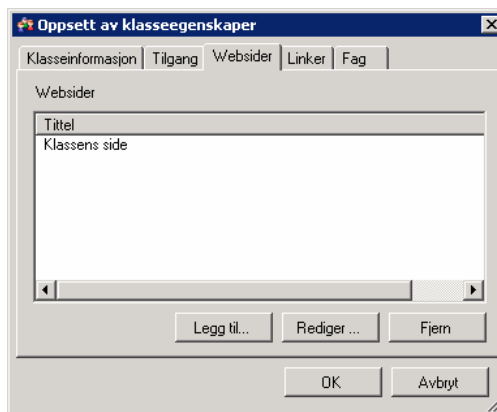 Oppsett av klasseegenskaper
Klasseinformasjon Tilgang Websider Linker Fag
Websider
Tittel
Klassens side
Legg til... Rediger ... Fjern
OK Avbryt